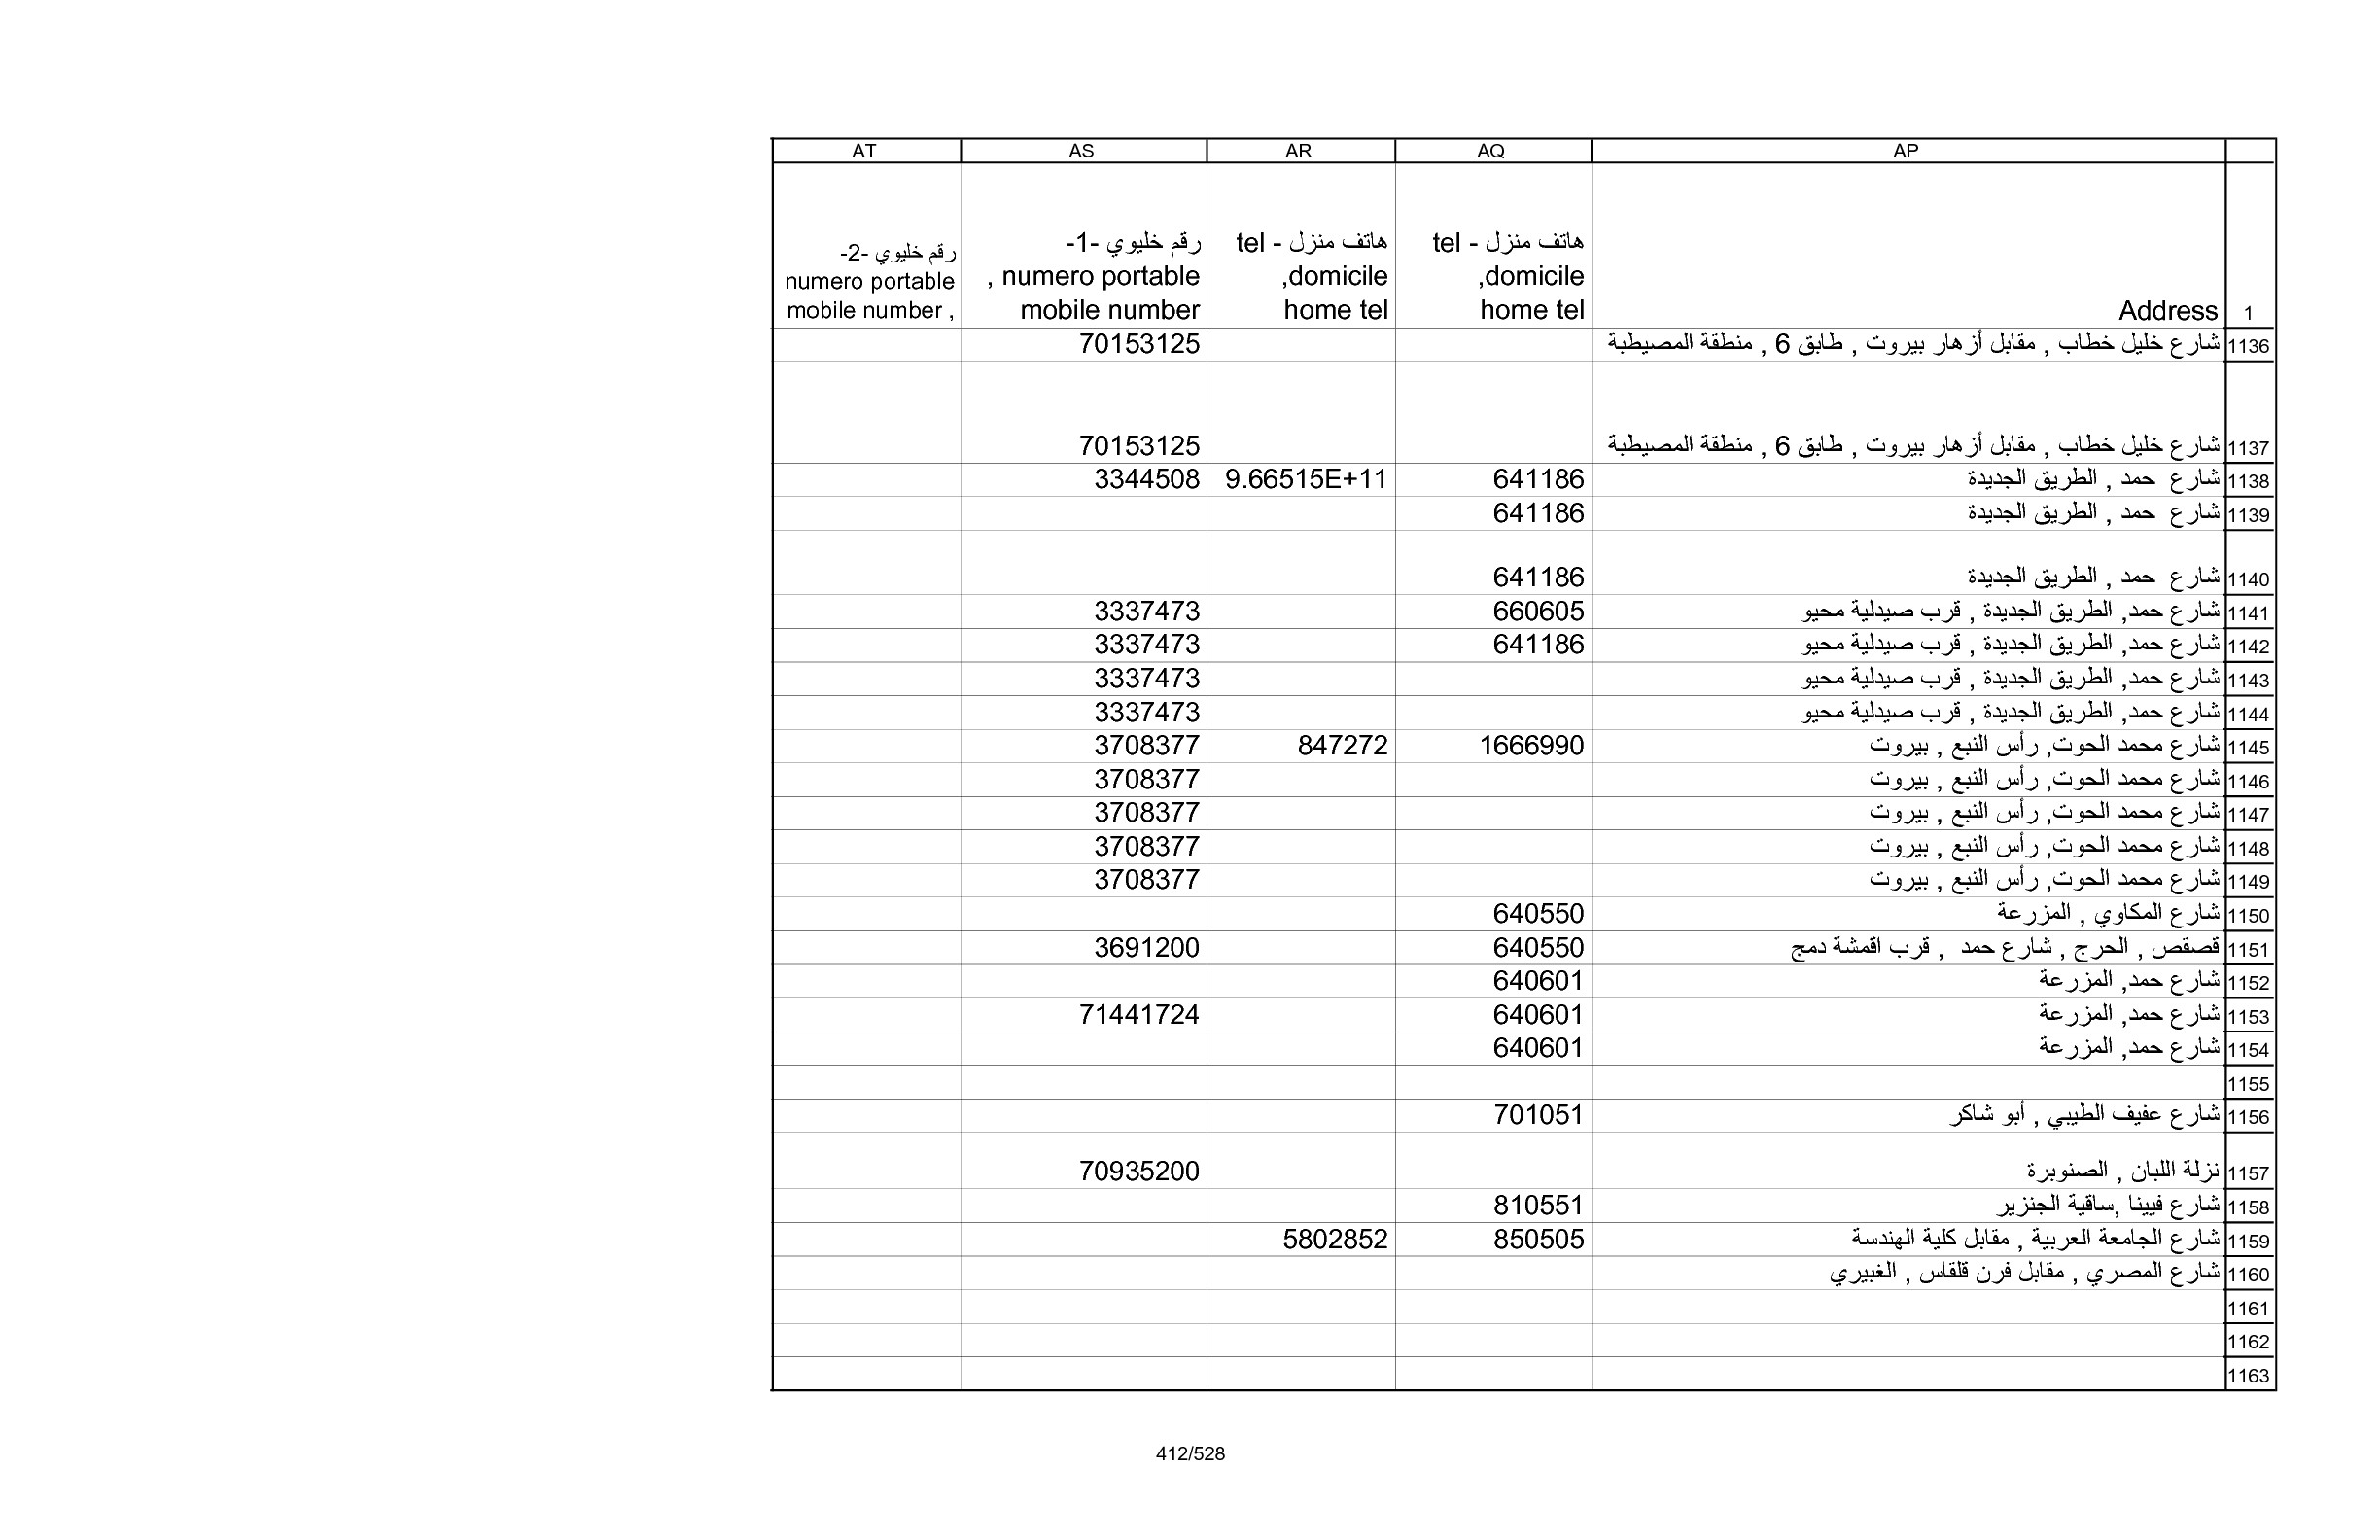 AP AQ AR AS AT
1 Address هاتف منزل - tel domicile, home tel هاتف منزل - tel domicile, home tel رقم خليوي -1- numero portable , mobile number رقم خليوي -2- numero portable mobile number ,
1136 شارع خليل خطاب , مقابل أزهار بيروت , طابق 6 , منطقة المصيطبة 70153125
1137 شارع خليل خطاب , مقابل أزهار بيروت , طابق 6 , منطقة المصيطبة 70153125
1138 شارع حمد , الطريق الجديدة 641186 9.66515E+11 3344508
1139 شارع حمد , الطريق الجديدة 641186
1140 شارع حمد , الطريق الجديدة 641186
1141 شارع حمد, الطريق الجديدة , قرب صيدلية محيو 660605 3337473
1142 شارع حمد, الطريق الجديدة , قرب صيدلية محيو 641186 3337473
1143 شارع حمد, الطريق الجديدة , قرب صيدلية محيو 3337473
1144 شارع حمد, الطريق الجديدة , قرب صيدلية محيو 3337473
1145 شارع محمد الحوت, رأس النبع , بيروت 1666990 847272 3708377
1146 شارع محمد الحوت, رأس النبع , بيروت 3708377
1147 شارع محمد الحوت, رأس النبع , بيروت 3708377
1148 شارع محمد الحوت, رأس النبع , بيروت 3708377
1149 شارع محمد الحوت, رأس النبع , بيروت 3708377
1150 شارع المكاوي , المزرعة 640550
1151 قصقص , الحرج , شارع حمد , قرب اقمشة دمج 640550 3691200
1152 شارع حمد, المزرعة 640601
1153 شارع حمد, المزرعة 640601 71441724
1154 شارع حمد, المزرعة 640601
1155
1156 شارع عفيف الطيبي , أبو شاكر 701051
1157 نزلة اللبان , الصنوبرة 70935200
1158 شارع فيينا ,ساقية الجنزير 810551
1159 شارع الجامعة العربية , مقابل كلية الهندسة 850505 5802852
1160 شارع المصري , مقابل فرن قلقاس , الغبيري
1161
1162
1163
412/528